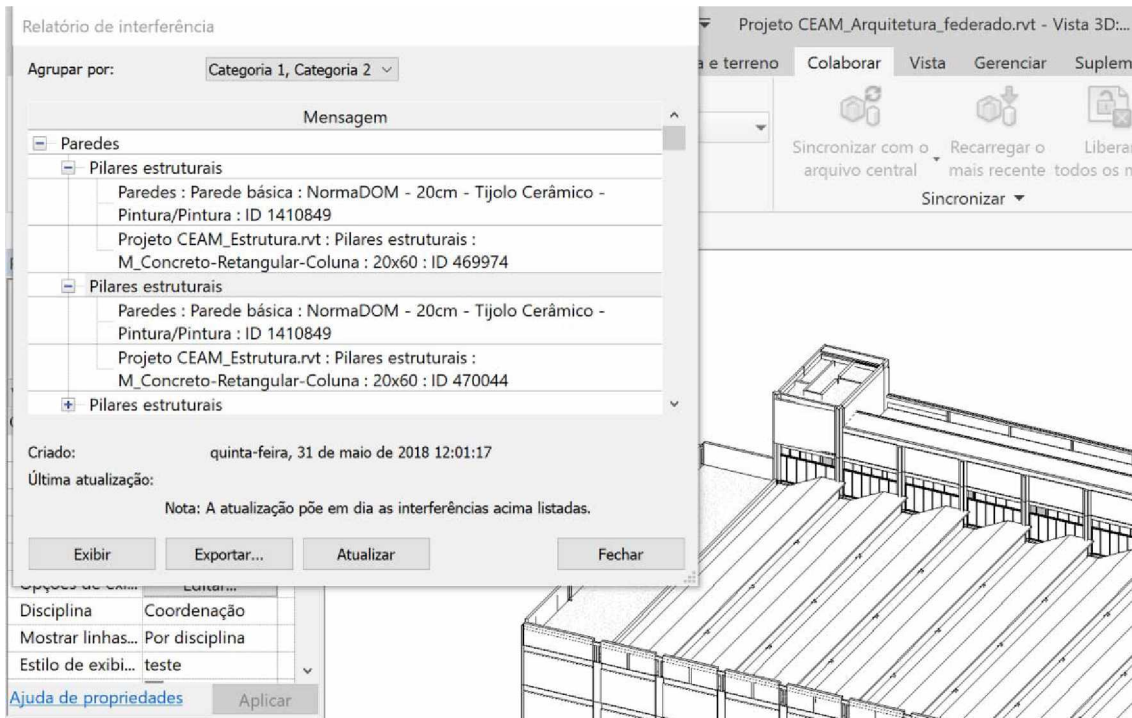 Relatório de interferência
Projeto CEAM_Arquitetura_federado.rvt - Vista 3D:...
Agrupar por:
Categoria 1, Categoria 2
e terreno
Colaborar
Vista
Gerenciar
Suplem
Mensagem
Paredes
Pilares estruturais
Paredes : Parede básica : NormaDOM - 20cm - Tijolo Cerâmico -
Pintura/Pintura : ID 1410849
Projeto CEAM_Estrutura.rvt : Pilares estruturais :
M_Concreto-Retangular-Coluna : 20x60 : ID 469974
Pilares estruturais
Paredes : Parede básica : NormaDOM - 20cm - Tijolo Cerâmico -
Pintura/Pintura : ID 1410849
Projeto CEAM_Estrutura.rvt : Pilares estruturais :
M_Concreto-Retangular-Coluna : 20x60 : ID 470044
Pilares estruturais
Sincronizar com o
arquivo central
Recarregar o
mais recente
Libera
todos os m
Sincronizar
Criado:
quinta-feira, 31 de maio de 2018 12:01:17
Última atualização:
Nota: A atualização põe em dia as interferências acima listadas.
Exibir
Exportar...
Atualizar
Fechar
Disciplina
Coordenação
Mostrar linhas...
Por disciplina
Estilo de exibi...
teste
Ajuda de propriedades
Aplicar